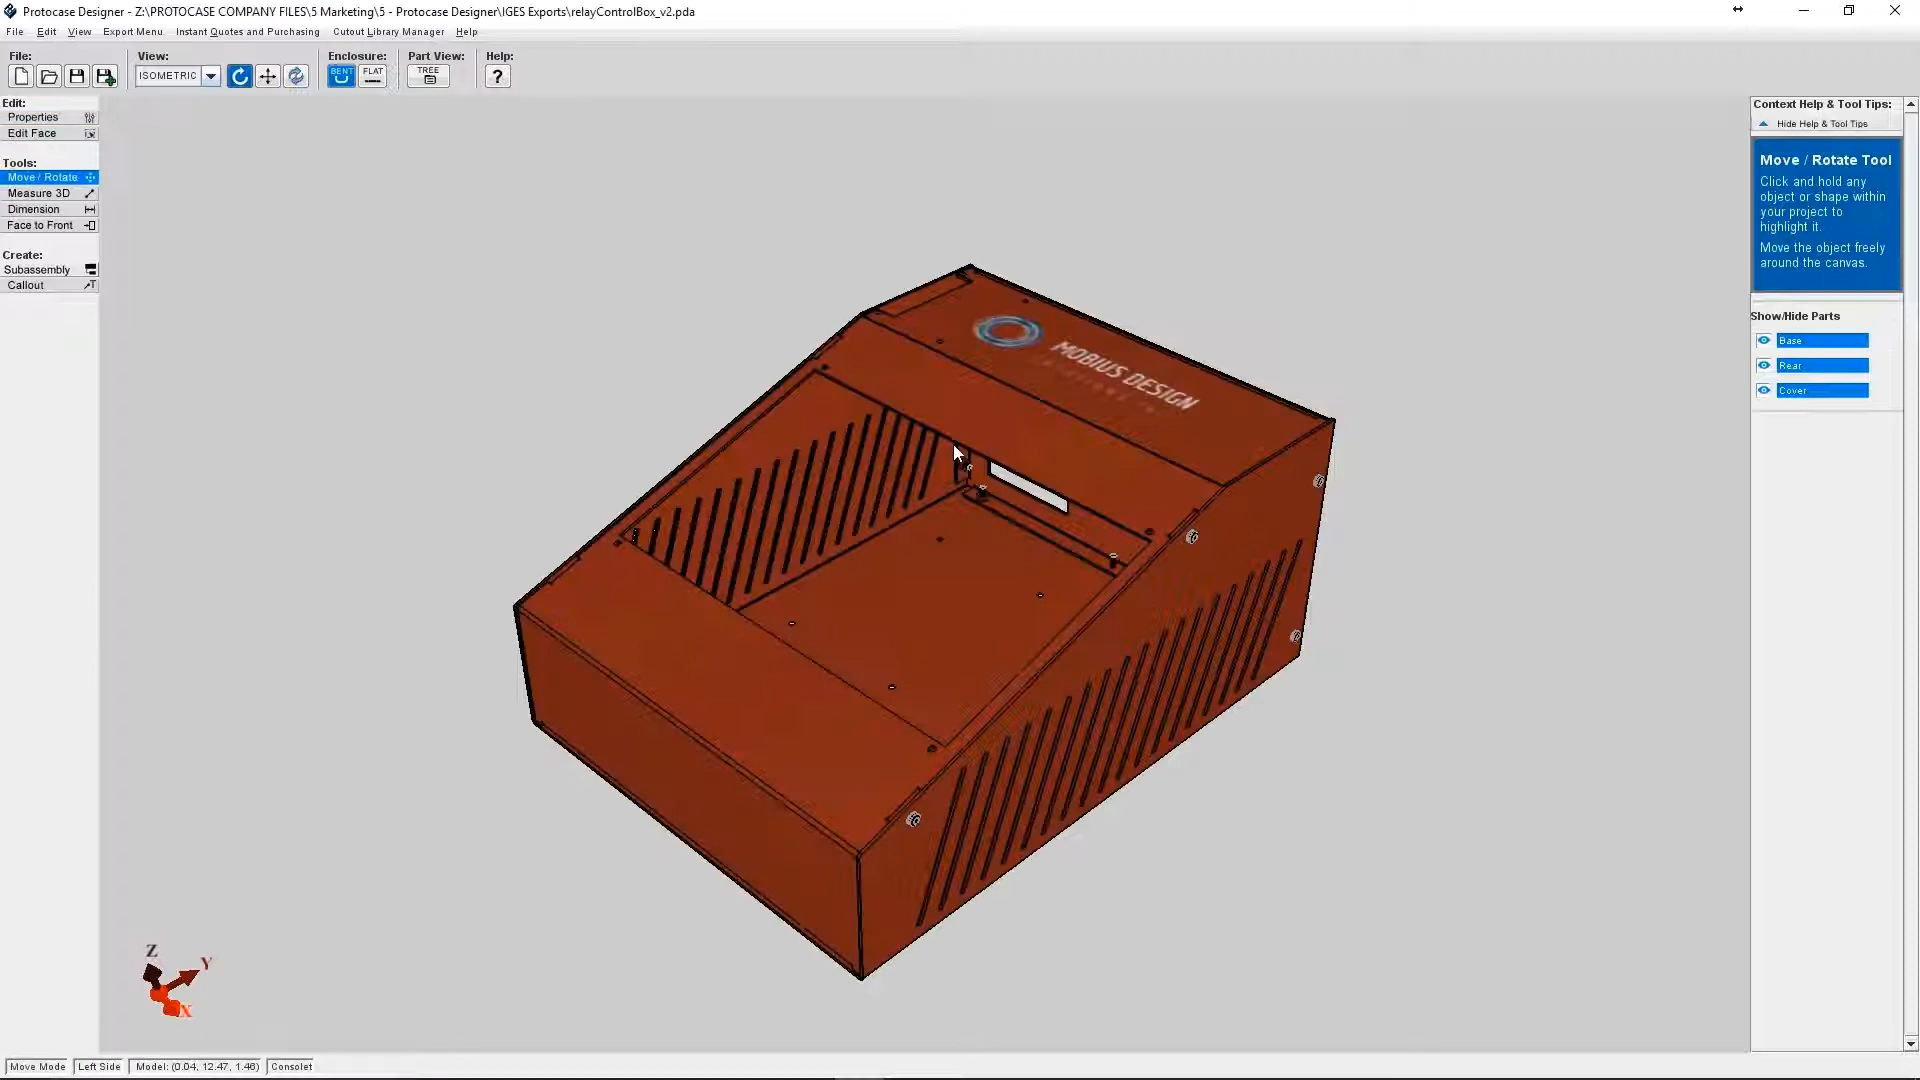 Protocase Designer - Z:\PROTOCASE COMPANY FILES\5 Marketing\5 - Protocase Designer\IGES Exports\relayControlBox_v2.pda
File Edit View Export Menu Instant Quotes and Purchasing Cutout Library Manager Help
File: View: Enclosure: Part View: Help:
ISOMETRIC BENT FLAT TREE ?
Edit:
Properties
Edit Face
Tools:
Move / Rotate
Measure 3D
Dimension
Face to Front
Create:
Subassembly
Callout
MOBIUS DESIGN
Context Help & Tool Tips:
Hide Help & Tool Tips
Move / Rotate Tool
Click and hold any
object or shape within
your project to
highlight it.
Move the object freely
around the canvas.
Show/Hide Parts
Base
Rear
Cover
Z
Y
X
Move Mode Left Side Model: (0.04, 12.47, 1.46) Consolet